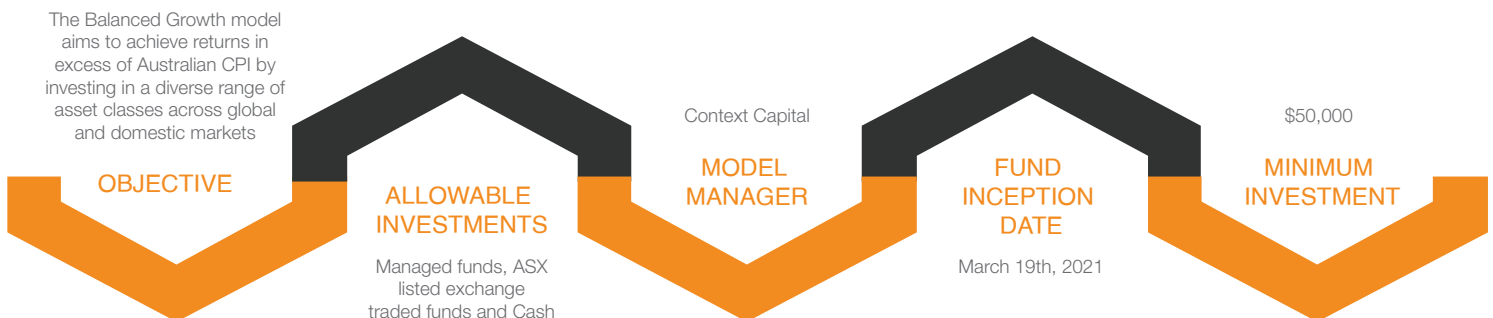 The Balanced Growth model
aims to achieve returns in
excess of Australian CPI by
investing in a diverse range of
asset classes across global
and domestic markets
OBJECTIVE
ALLOWABLE
INVESTMENTS
Managed funds, ASX
listed exchange
traded funds and Cash
Context Capital
MODEL
MANAGER
FUND
INCEPTION
DATE
March 19th, 2021
$50,000
MINIMUM
INVESTMENT